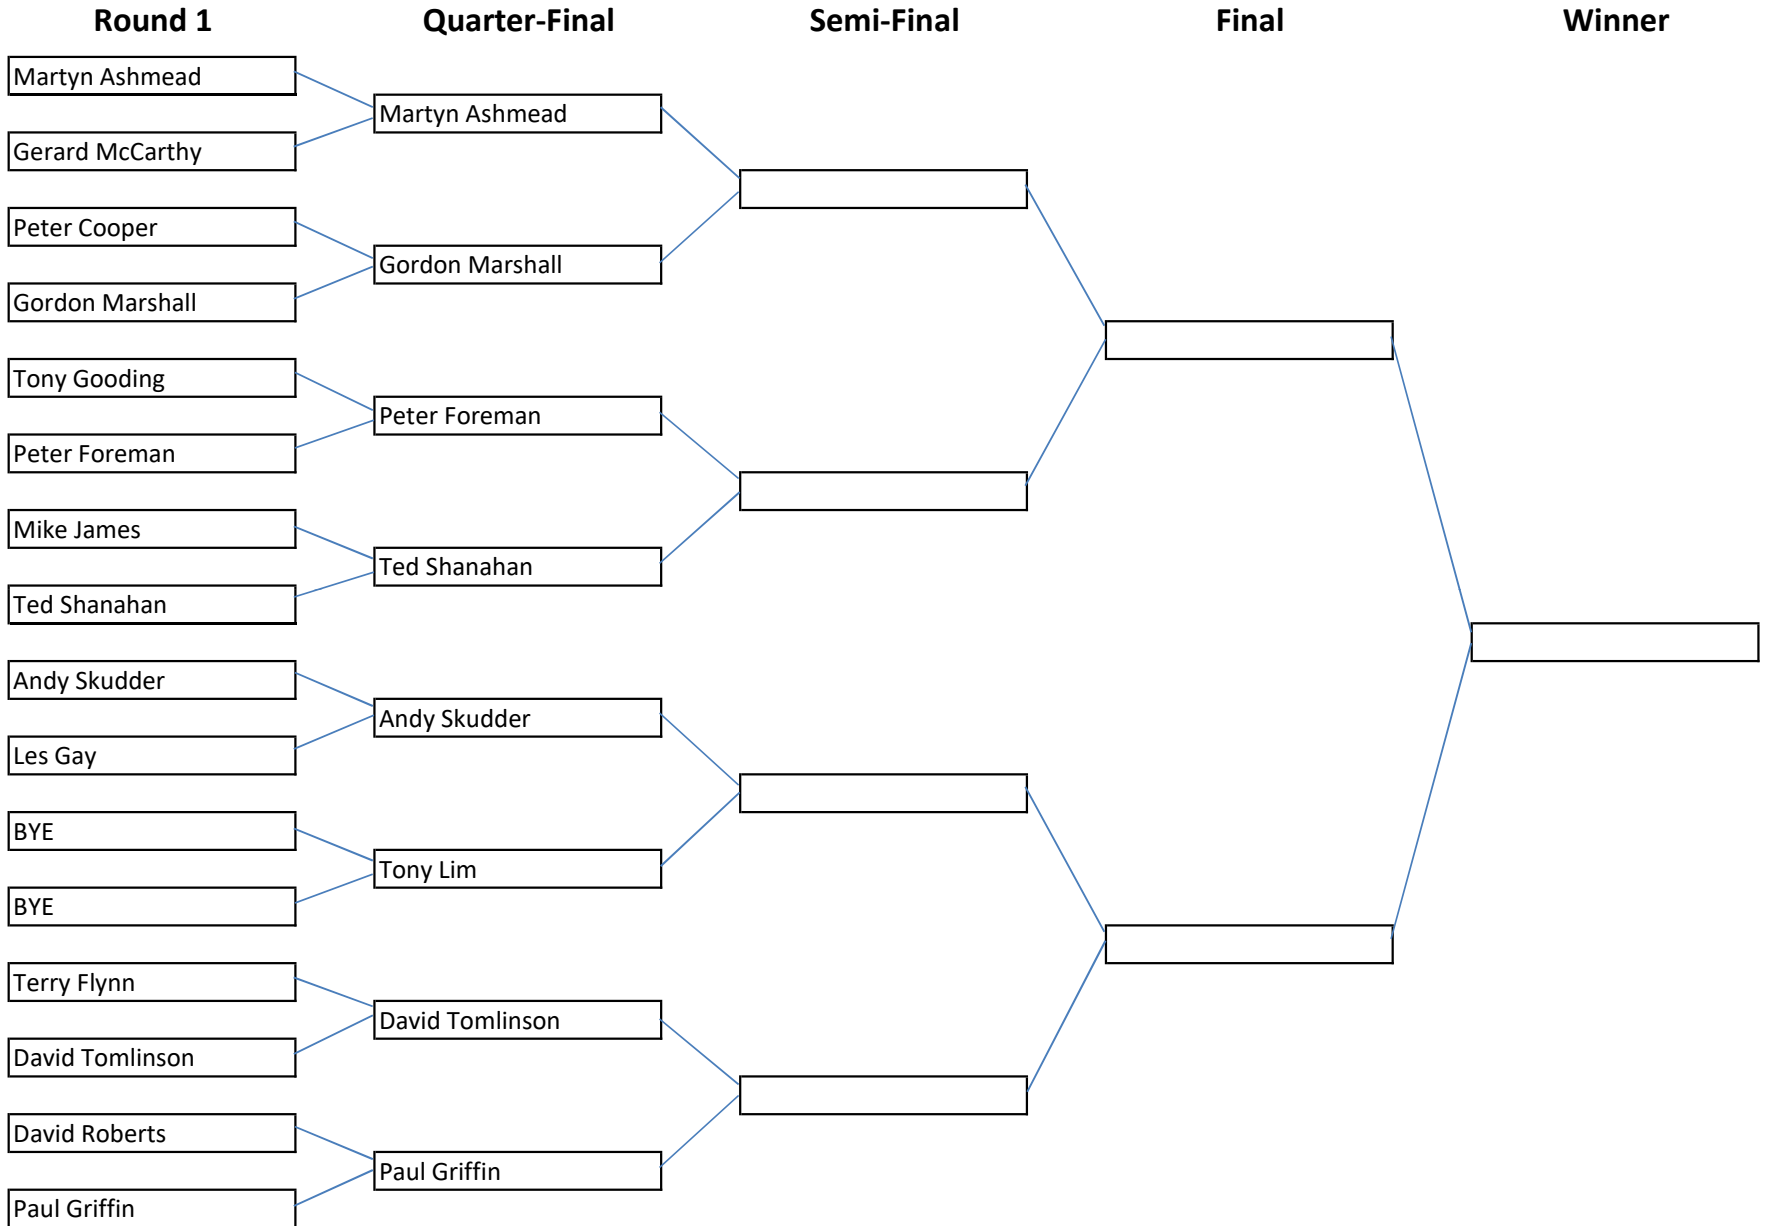 Round 1 Quarter-Final Semi-Final Final Winner
Martyn Ashmead
Martyn Ashmead
Gerard McCarthy
Peter Cooper
Gordon Marshall
Gordon Marshall
Tony Gooding
Peter Foreman
Peter Foreman
Mike James
Ted Shanahan
Ted Shanahan
Andy Skudder
Andy Skudder
Les Gay
BYE
Tony Lim
BYE
Terry Flynn
David Tomlinson
David Tomlinson
David Roberts
Paul Griffin
Paul Griffin